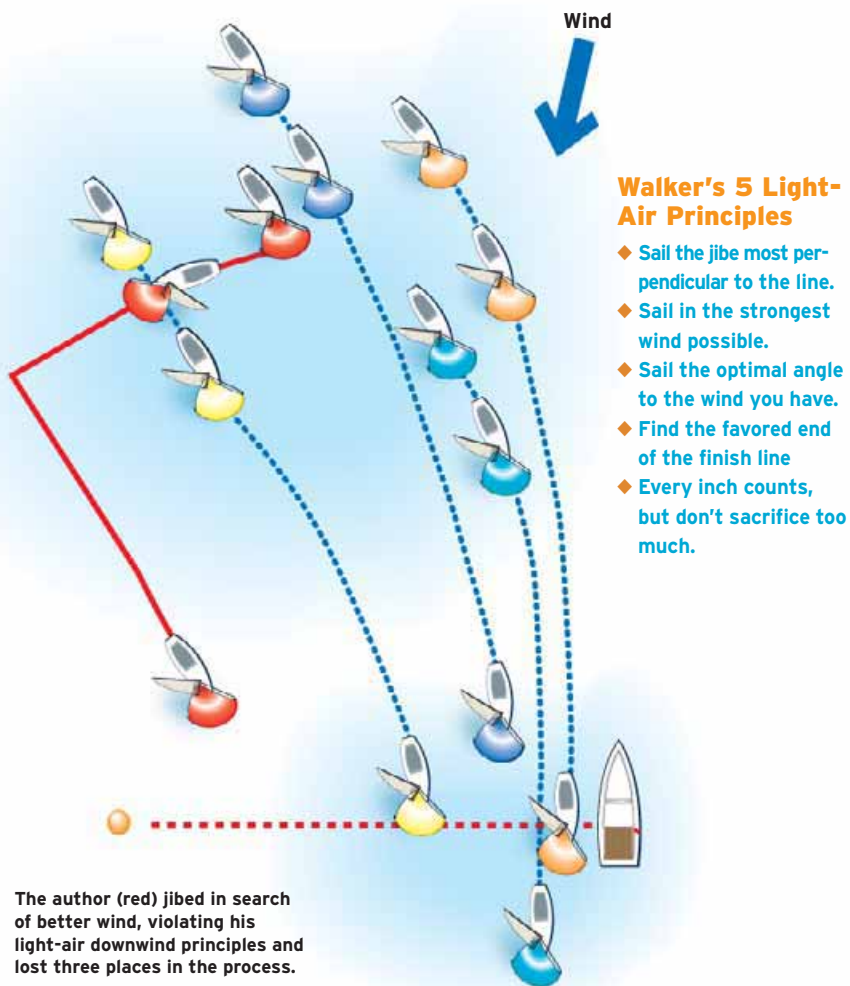 Wind
Walker's 5 Light-
Air Principles
◆ Sail the jibe most per-
pendicular to the line.
◆ Sail in the strongest
wind possible.
◆ Sail the optimal angle
to the wind you have.
◆ Find the favored end
of the finish line
◆ Every inch counts,
but don't sacrifice too
much.
The author (red) jibed in search
of better wind, violating his
light-air downwind principles and
lost three places in the process.